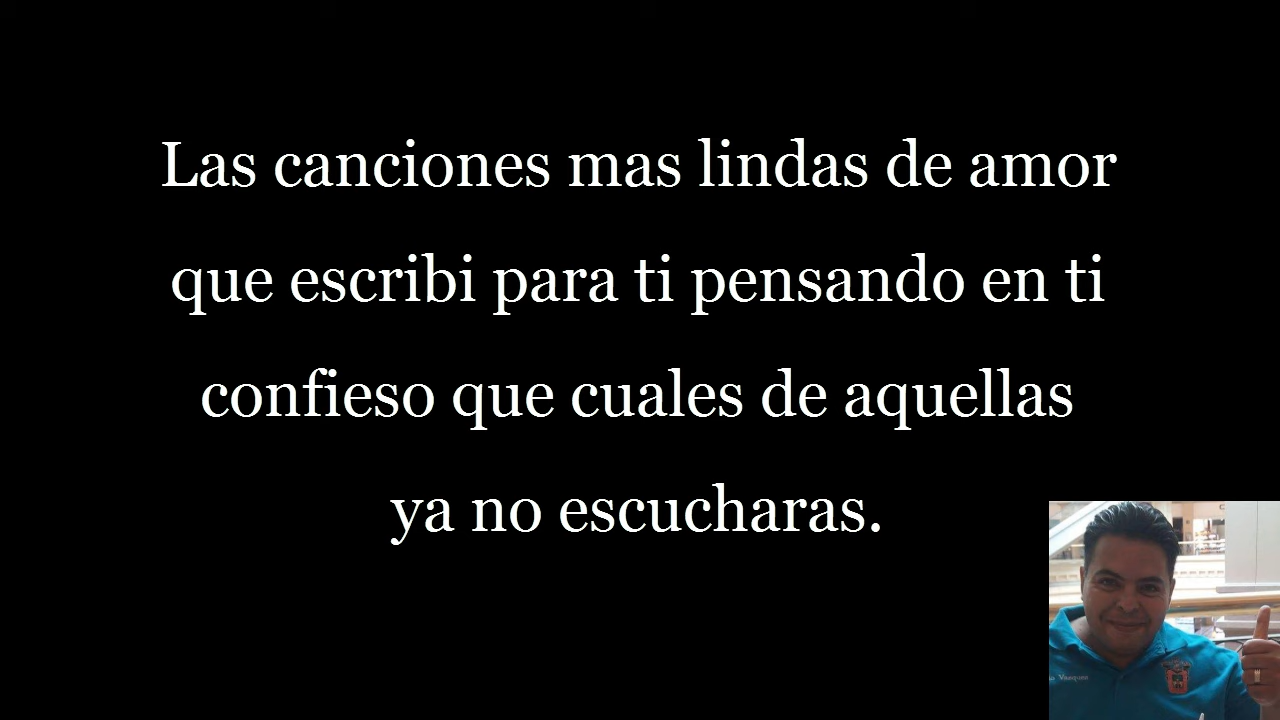 Las canciones mas lindas de amor
que escribi para ti pensando en ti
confieso que cuales de aquellas
ya no escucharas.
Vasquez